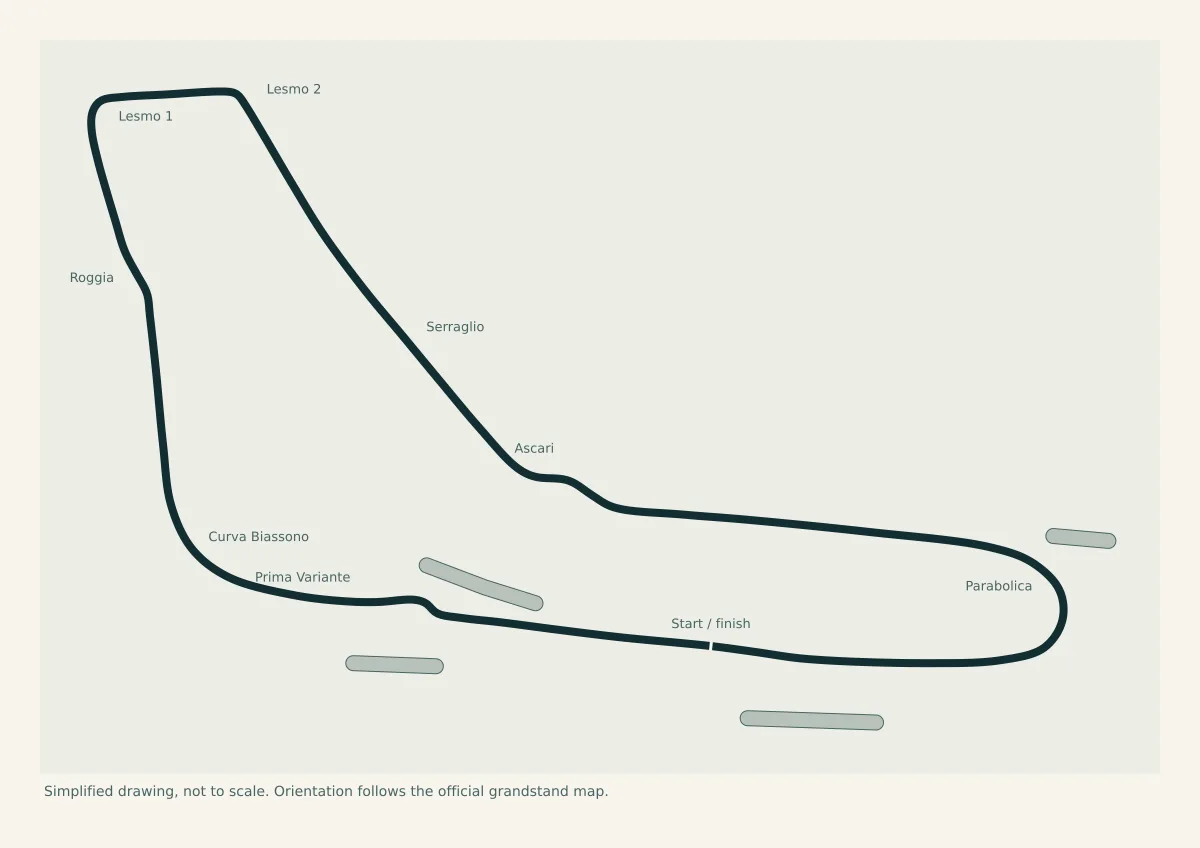 Lesmo 2
Lesmo 1
Roggia
Serraglio
Ascari
Curva Biassono
Prima Variante
Parabolica
Start / finish
Simplified drawing, not to scale. Orientation follows the official grandstand map.